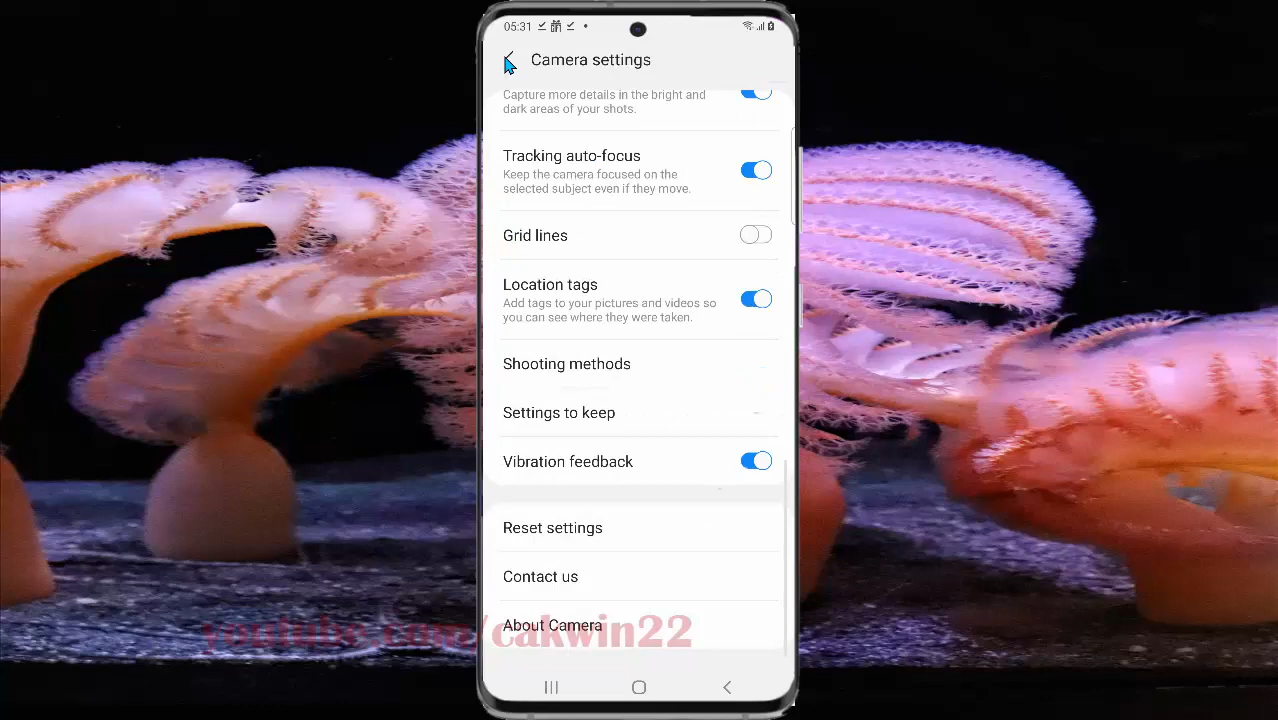 05:31
Camera settings
Capture more details in the bright and
dark areas of your shots.
Tracking auto-focus
Keep the camera focused on the
selected subject even if they move.
Grid lines
Location tags
Add tags to your pictures and videos so
you can see where they were taken.
Shooting methods
Settings to keep
Vibration feedback
Reset settings
Contact us
About Camera
youtube.com/cakwin22